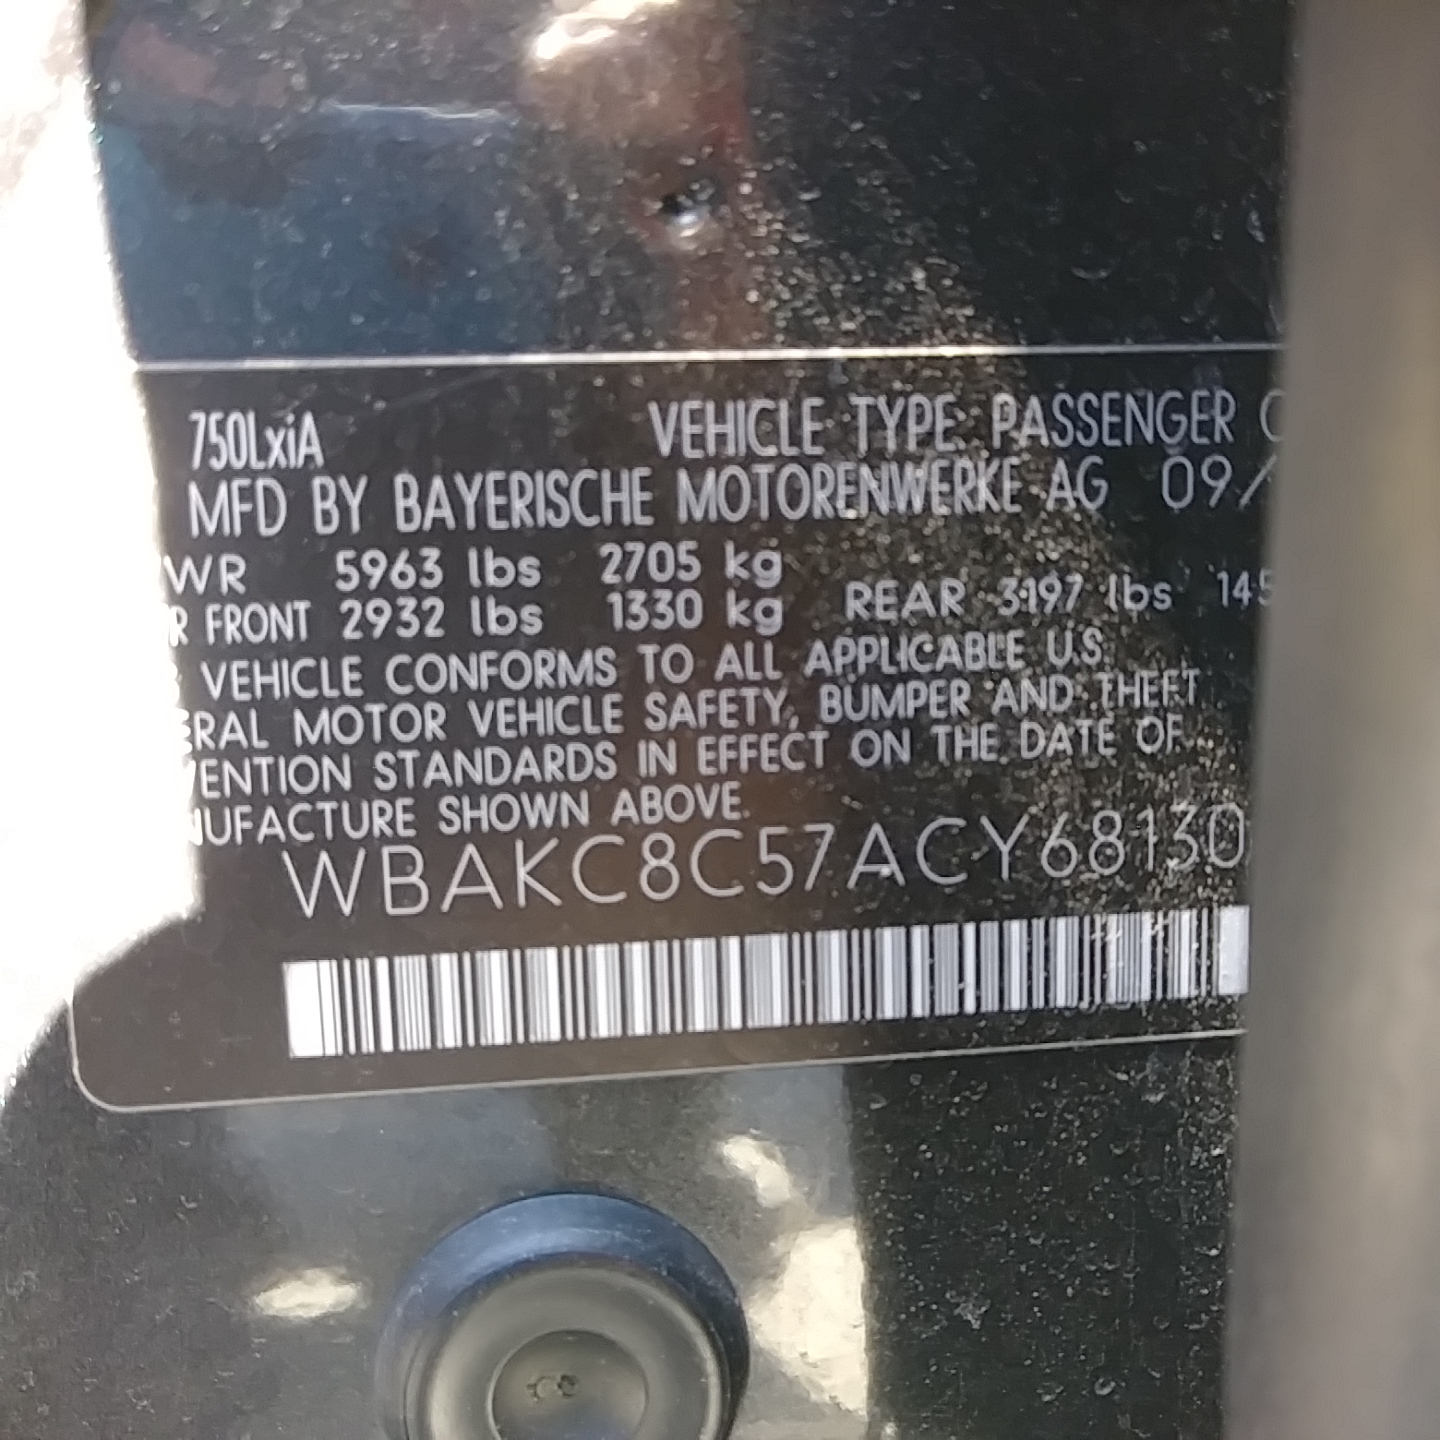 750LxiA VEHICLE TYPE PASSENGER C
MFD BY BAYERISCHE MOTORENWERKE AG 09/
WR 5963 lbs 2705 kg
R FRONT 2932 lbs 1330 kg REAR 3197 lbs 145
VEHICLE CONFORMS TO ALL APPLICABLE U.S.
ERAL MOTOR VEHICLE SAFETY, BUMPER AND THEFT
VENTION STANDARDS IN EFFECT ON THE DATE OF
NUFACTURE SHOWN ABOVE.
WBAKC8C57ACY68130